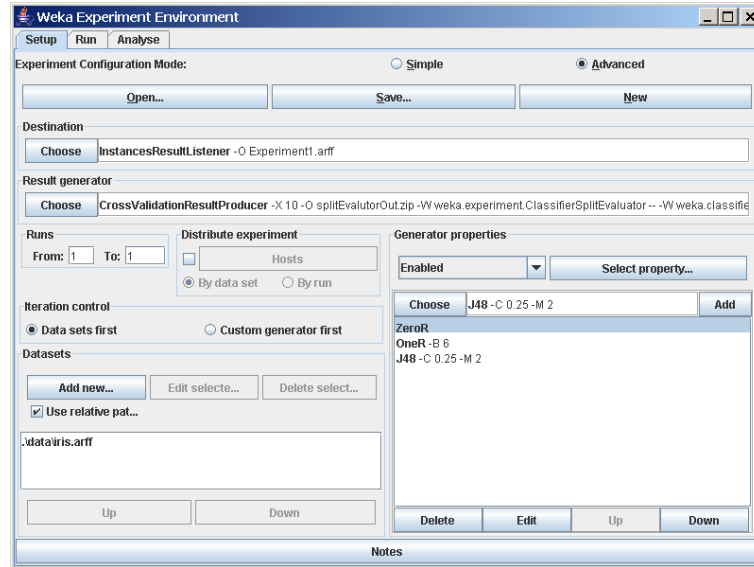 Weka Experiment Environment
Setup Run Analyse
Experiment Configuration Mode: Simple Advanced
Open... Save... New
Destination
Choose InstancesResultListener -O Experiment1.arff
Result generator
Choose CrossValidationResultProducer -X 10 -O splitEvalutorOut.zip -W weka.experiment.ClassifierSplitEvaluator -- -W weka.classifie
Runs
From: 1 To: 1
Distribute experiment
Hosts
By data set By run
Generator properties
Enabled Select property...
Choose J48 -C 0.25 -M 2 Add
ZeroR
OneR -B 6
J48 -C 0.25 -M 2
Delete Edit Up Down
Iteration control
Data sets first Custom generator first
Datasets
Add new... Edit selecte... Delete select...
Use relative pat...
.\data\iris.arff
Up Down
Notes